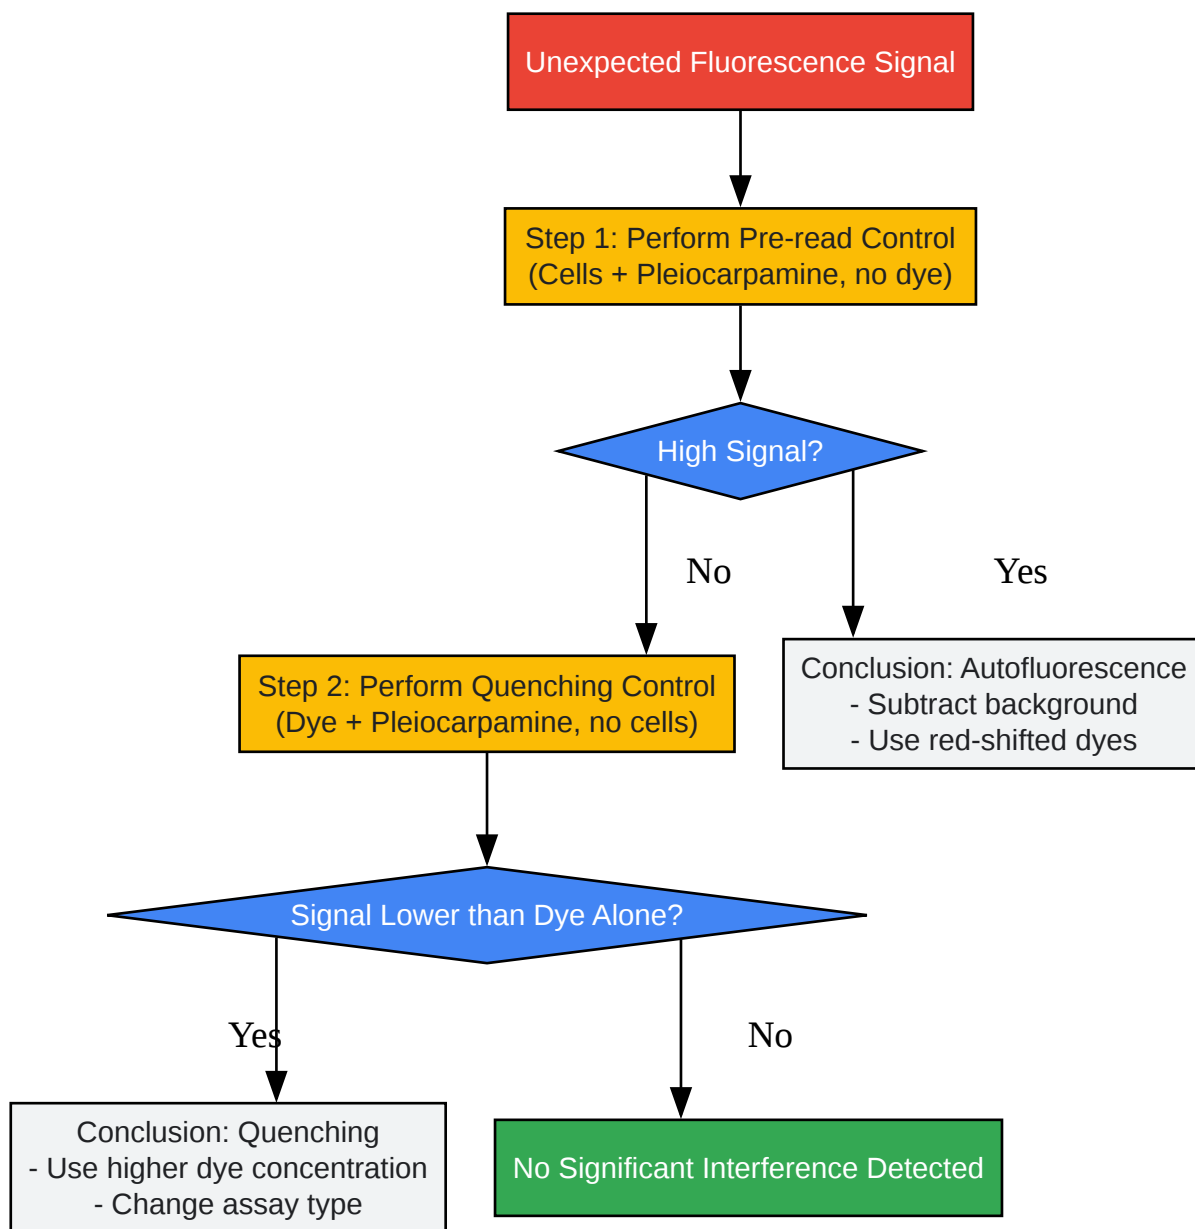 Unexpected Fluorescence Signal
Step 1: Perform Pre-read Control
(Cells + Pleiocarpamine, no dye)
High Signal?
No
Yes
Conclusion: Autofluorescence
- Subtract background
- Use red-shifted dyes
Step 2: Perform Quenching Control
(Dye + Pleiocarpamine, no cells)
Signal Lower than Dye Alone?
Yes
No
Conclusion: Quenching
- Use higher dye concentration
- Change assay type
No Significant Interference Detected